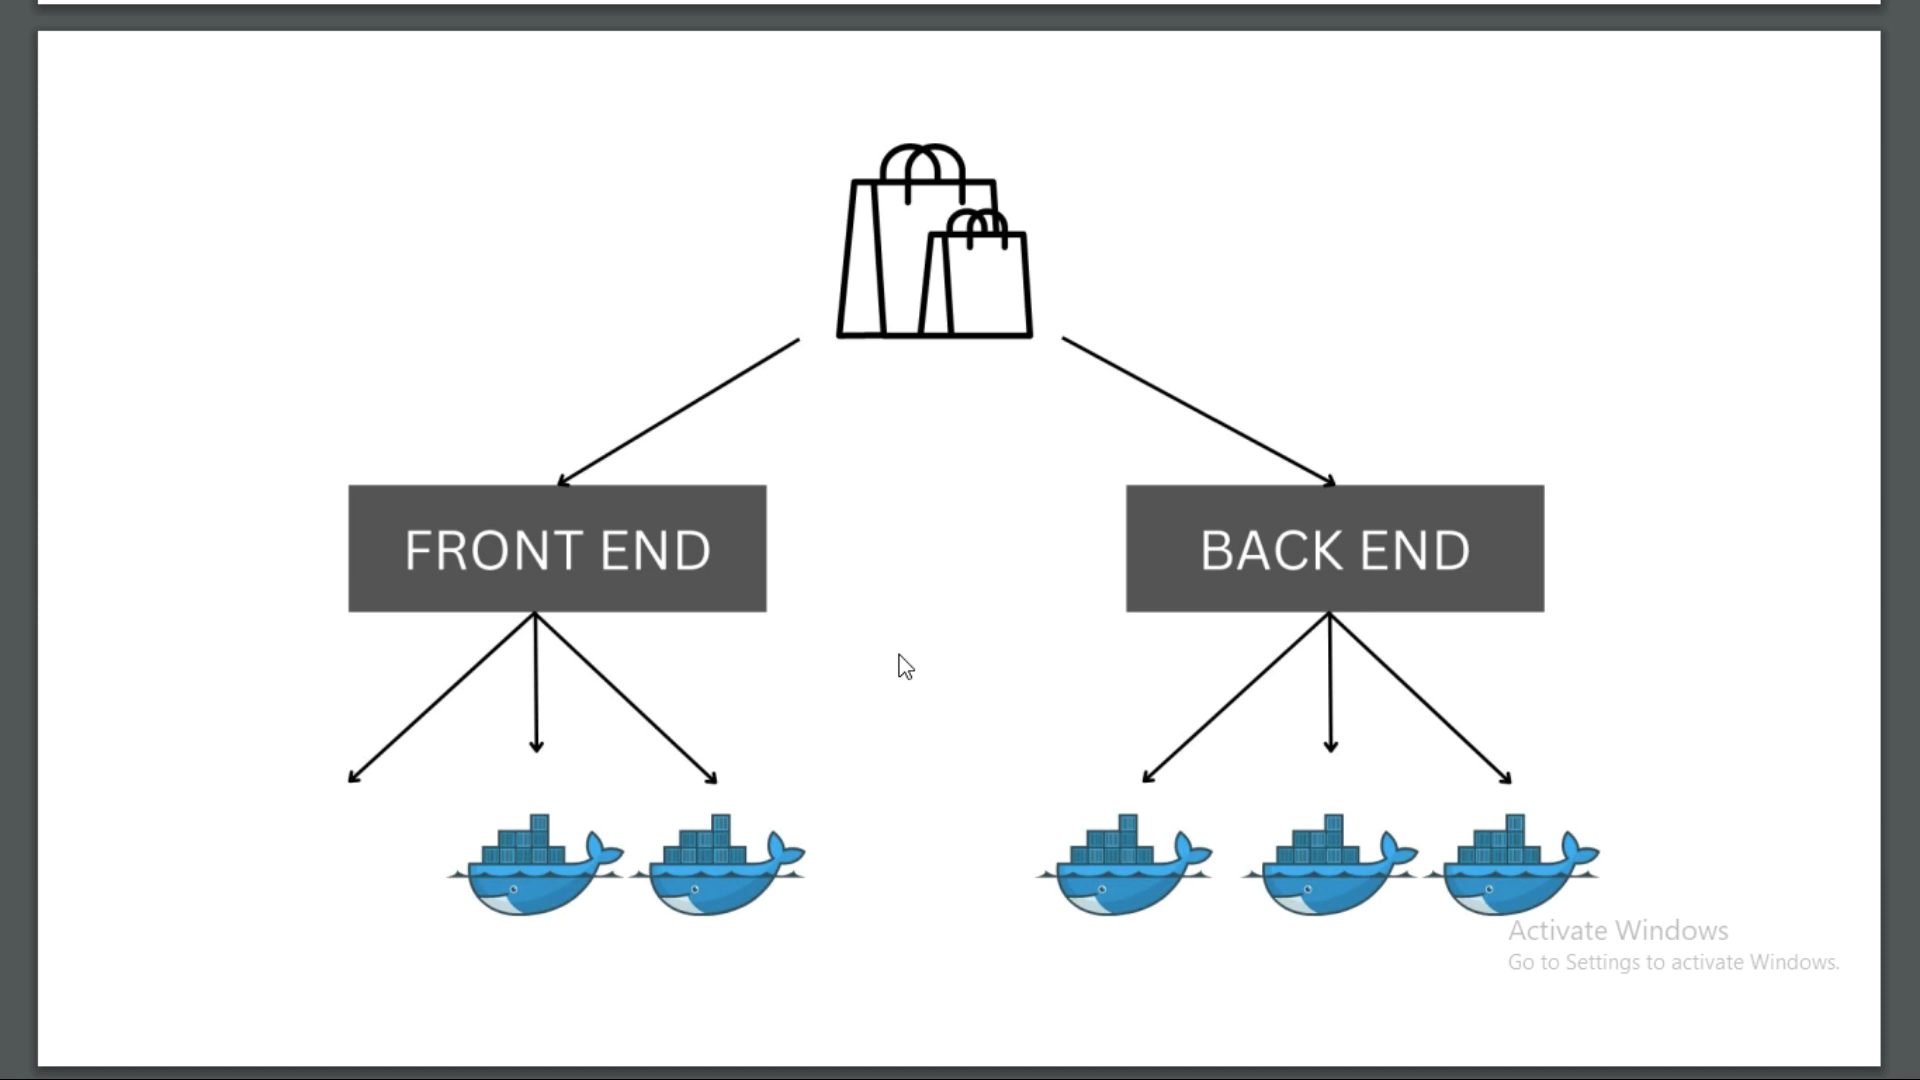 FRONT END
BACK END
Activate Windows
Go to Settings to activate Windows.